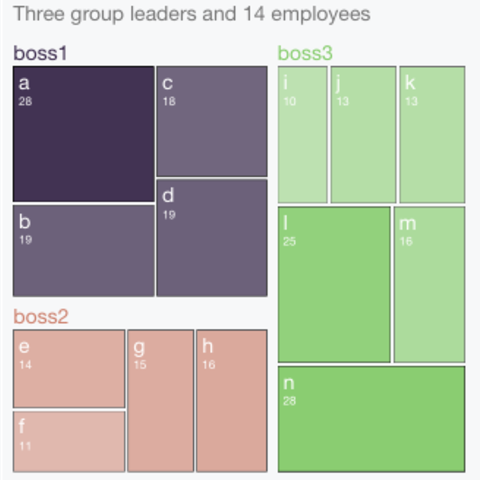 Three group leaders and 14 employees
boss1
a
28
c
18
b
19
d
19
boss2
e
14
f
11
g
15
h
16
boss3
i
10
j
13
k
13
l
25
m
16
n
28